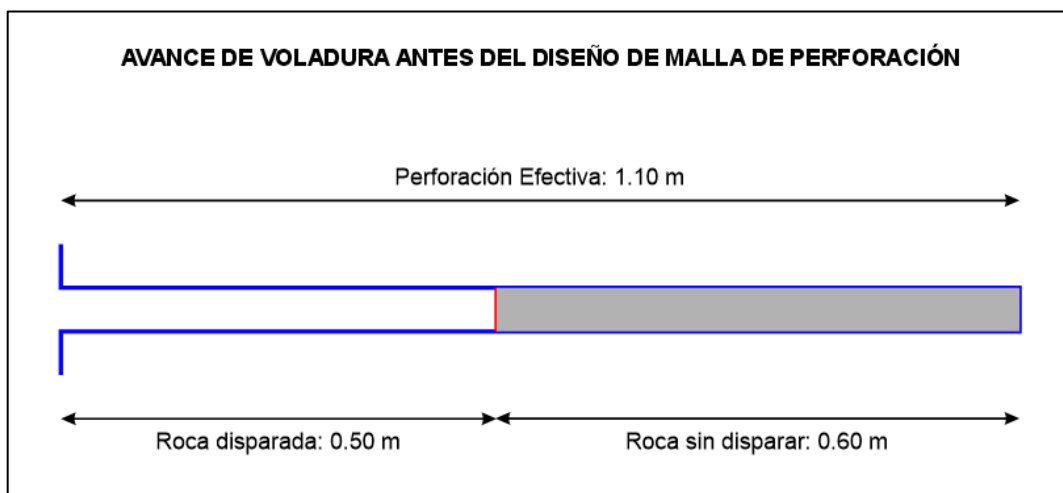 AVANCE DE VOLADURA ANTES DEL DISEÑO DE MALLA DE PERFORACIÓN
Perforación Efectiva: 1.10 m
Roca disparada: 0.50 m
Roca sin disparar: 0.60 m